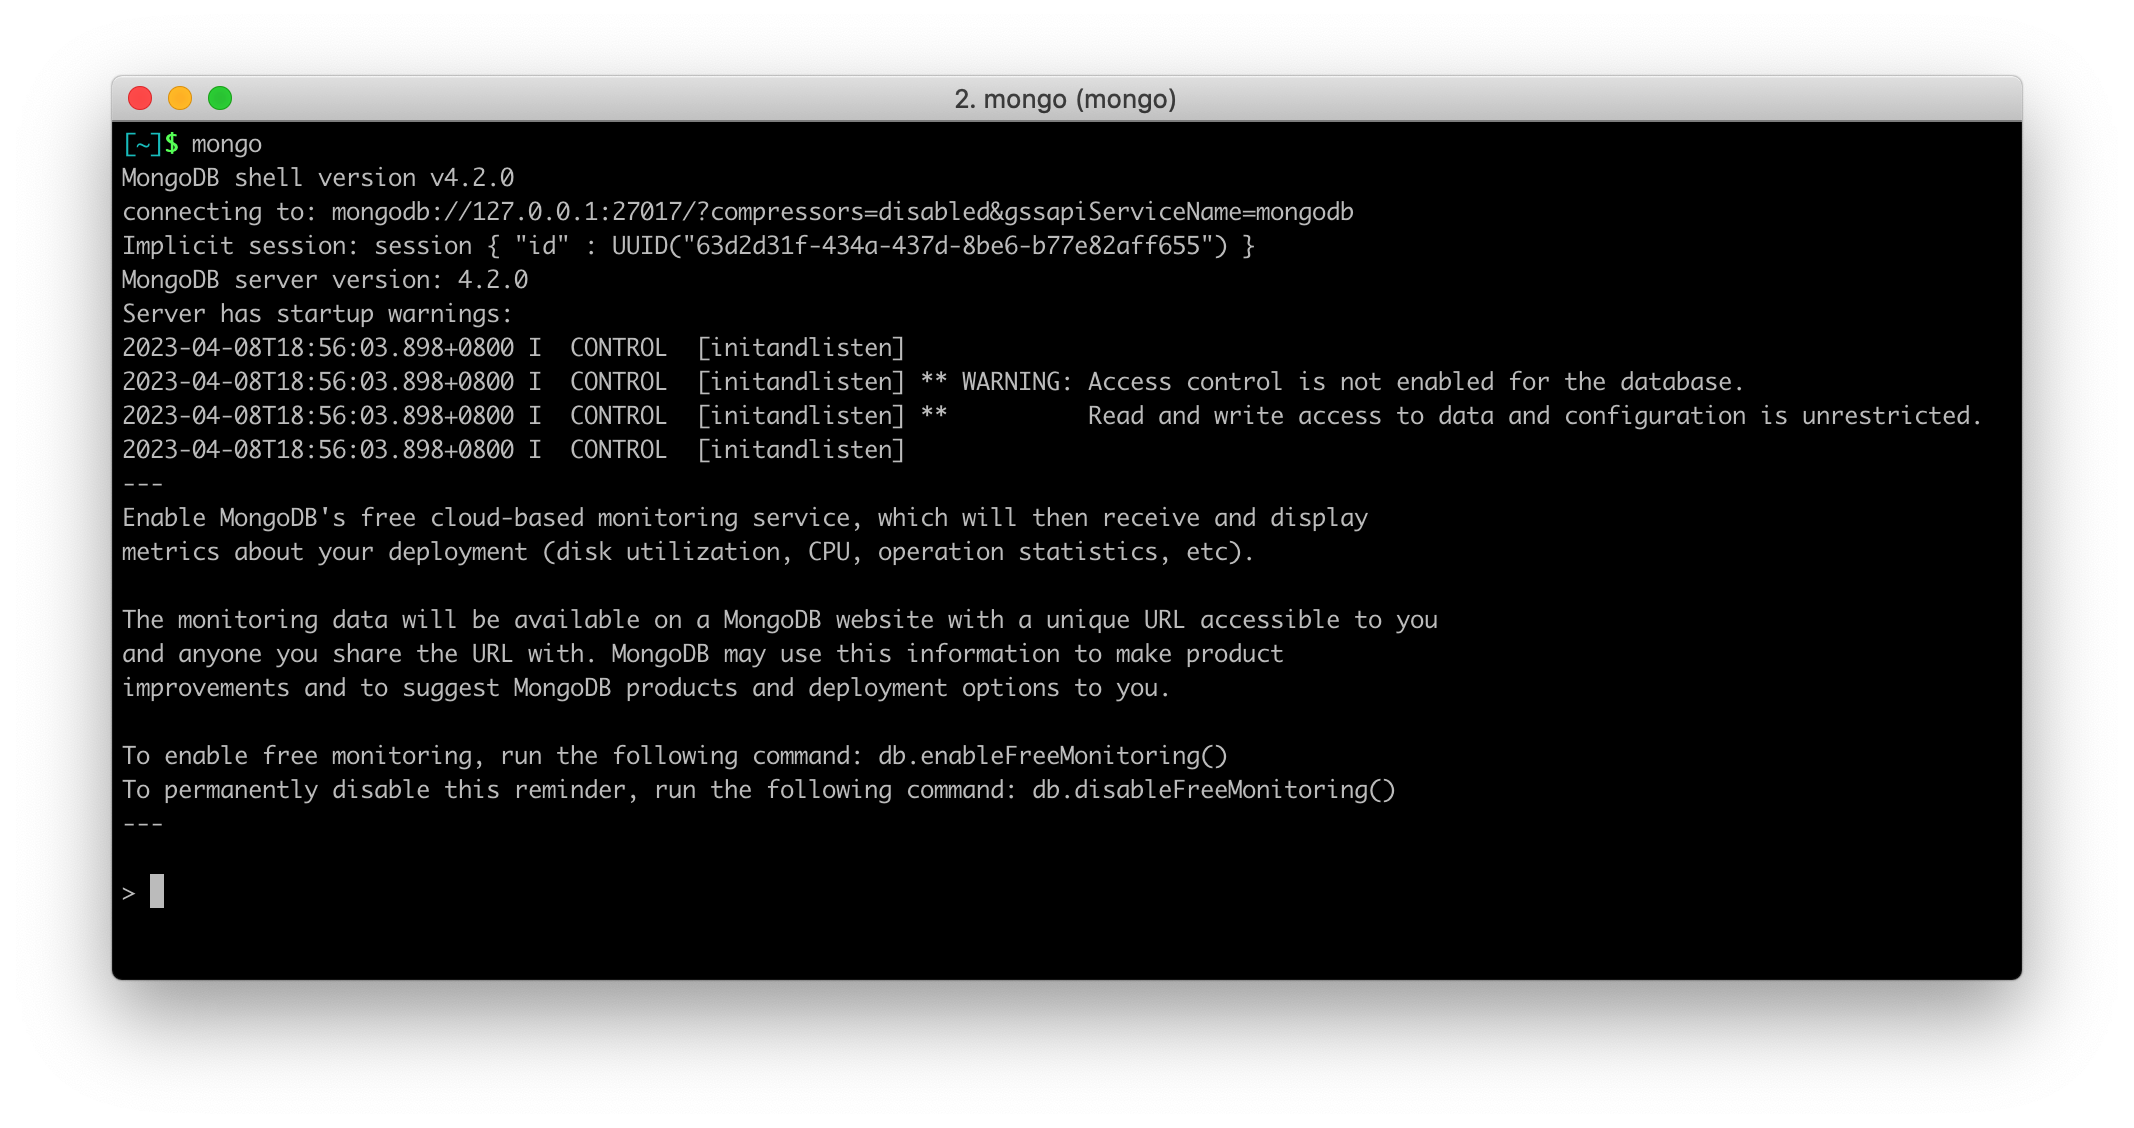 2. mongo (mongo)
[~]$ mongo
MongoDB shell version v4.2.0
connecting to: mongodb://127.0.0.1:27017/?compressors=disabled&gssapiServiceName=mongodb
Implicit session: session { "id" : UUID("63d2d31f-434a-437d-8be6-b77e82aff655") }
MongoDB server version: 4.2.0
Server has startup warnings:
2023-04-08T18:56:03.898+0800 I  CONTROL  [initandlisten]
2023-04-08T18:56:03.898+0800 I  CONTROL  [initandlisten] ** WARNING: Access control is not enabled for the database.
2023-04-08T18:56:03.898+0800 I  CONTROL  [initandlisten] **          Read and write access to data and configuration is unrestricted.
2023-04-08T18:56:03.898+0800 I  CONTROL  [initandlisten]
---
Enable MongoDB's free cloud-based monitoring service, which will then receive and display
metrics about your deployment (disk utilization, CPU, operation statistics, etc).
The monitoring data will be available on a MongoDB website with a unique URL accessible to you
and anyone you share the URL with. MongoDB may use this information to make product
improvements and to suggest MongoDB products and deployment options to you.
To enable free monitoring, run the following command: db.enableFreeMonitoring()
To permanently disable this reminder, run the following command: db.disableFreeMonitoring()
---
>